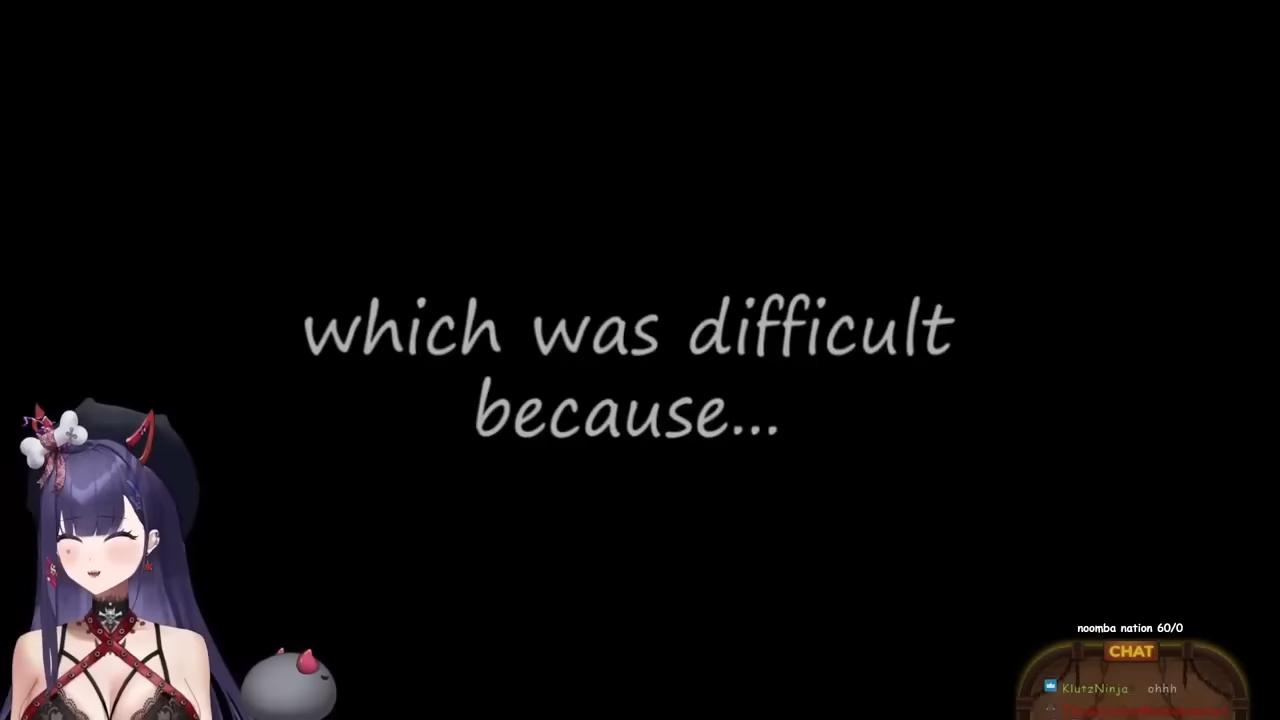 which was difficult
because...
noomba nation 60/0
CHAT
KlutzNinja ohhh